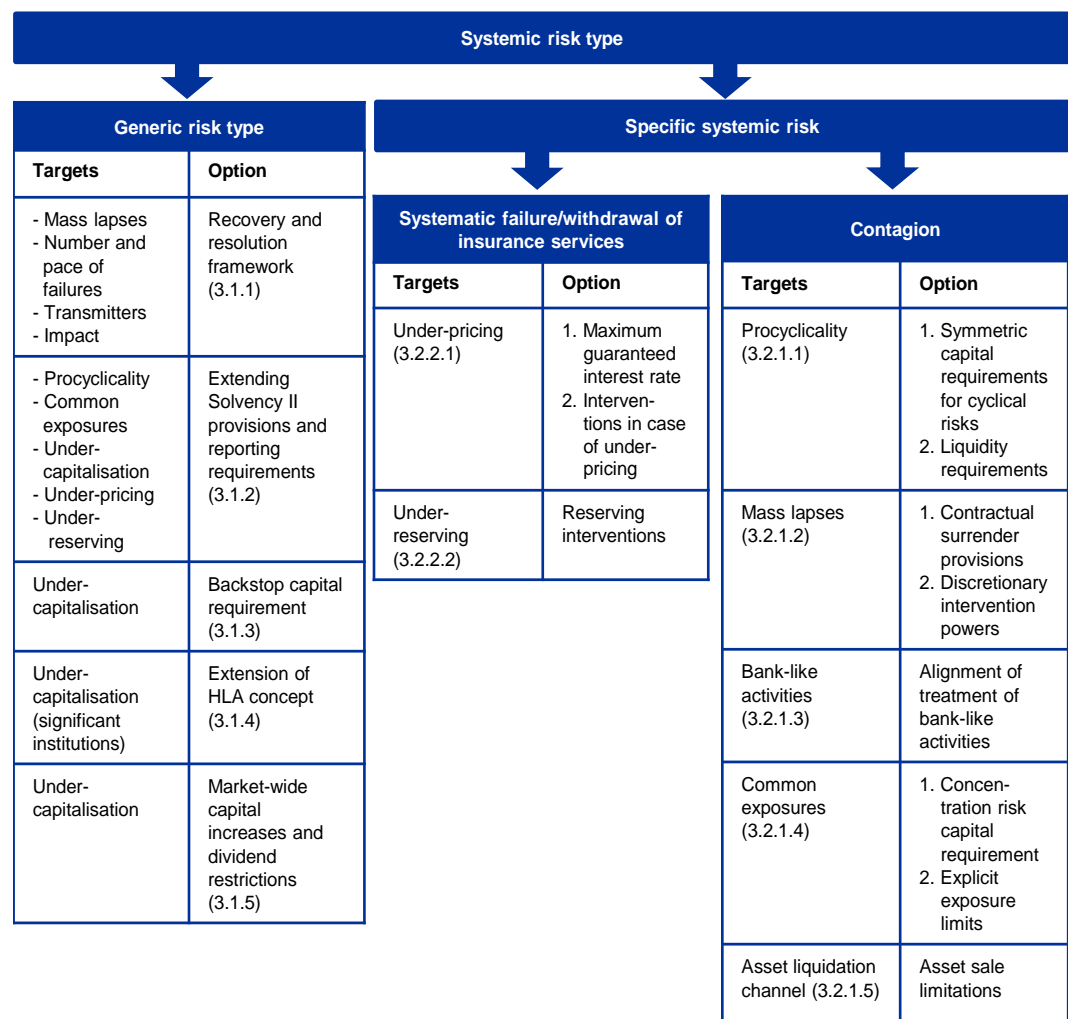 Systemic risk type
Generic risk type
Targets
Option
- Mass lapses
- Number and
pace of
failures
- Transmitters
- Impact
Recovery and
resolution
framework
(3.1.1)
- Procyclicality
- Common
exposures
- Under-
capitalisation
- Under-pricing
- Under-
reserving
Extending
Solvency II
provisions and
reporting
requirements
(3.1.2)
Under-
capitalisation
Backstop capital
requirement
(3.1.3)
Under-
capitalisation
(significant
institutions)
Extension of
HLA concept
(3.1.4)
Under-
capitalisation
Market-wide
capital
increases and
dividend
restrictions
(3.1.5)
Specific systemic risk
Systematic failure/withdrawal of
insurance services
Targets
Option
Under-pricing
(3.2.2.1)
1. Maximum
guaranteed
interest rate
2. Interven-
tions in case
of under-
pricing
Under-
reserving
(3.2.2.2)
Reserving
interventions
Contagion
Targets
Option
Procyclicality
(3.2.1.1)
1. Symmetric
capital
requirements
for cyclical
risks
2. Liquidity
requirements
Mass lapses
(3.2.1.2)
1. Contractual
surrender
provisions
2. Discretionary
intervention
powers
Bank-like
activities
(3.2.1.3)
Alignment of
treatment of
bank-like
activities
Common
exposures
(3.2.1.4)
1. Concen-
tration risk
capital
requirement
2. Explicit
exposure
limits
Asset liquidation
channel (3.2.1.5)
Asset sale
limitations